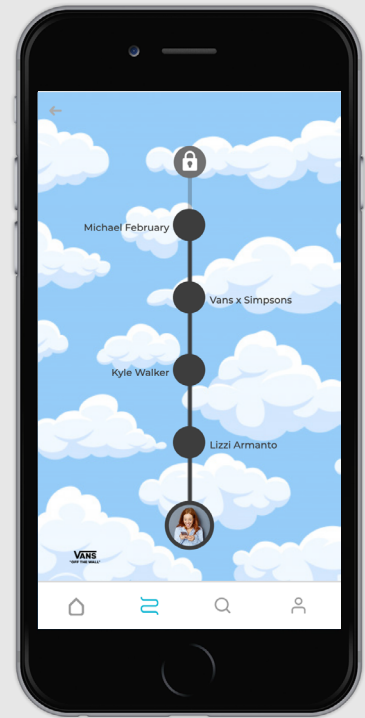 Michael February
Vans x Simpsons
Kyle Walker
Lizzi Armanto
VANS
"OFF THE WALL"